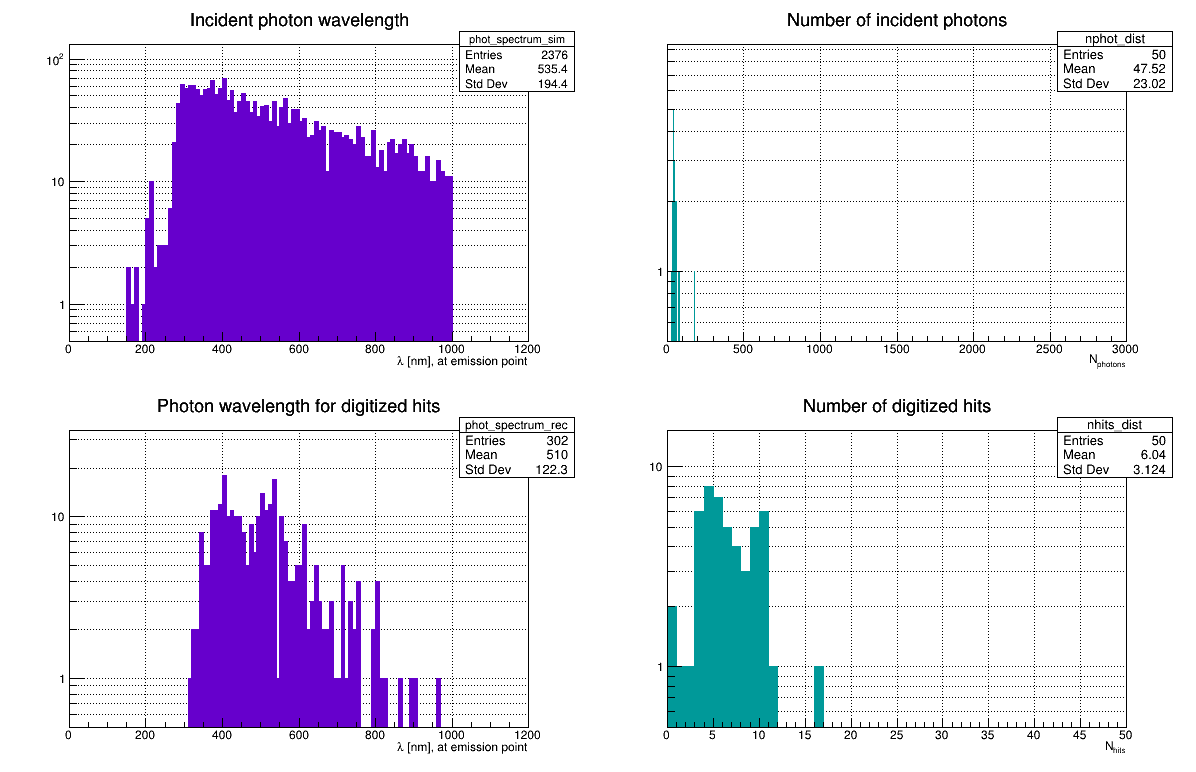 Incident photon wavelength
phot_spectrum_sim
Entries 2376
Mean 535.4
Std Dev 194.4
10²
10
1
0 200 400 600 800 1000 1200
λ [nm], at emission point
Number of incident photons
nphot_dist
Entries 50
Mean 47.52
Std Dev 23.02
1
0 500 1000 1500 2000 2500 3000
Nphotons
Photon wavelength for digitized hits
phot_spectrum_rec
Entries 302
Mean 510
Std Dev 122.3
10
1
0 200 400 600 800 1000 1200
λ [nm], at emission point
Number of digitized hits
nhits_dist
Entries 50
Mean 6.04
Std Dev 3.124
10
1
0 5 10 15 20 25 30 35 40 45 50
Nhits